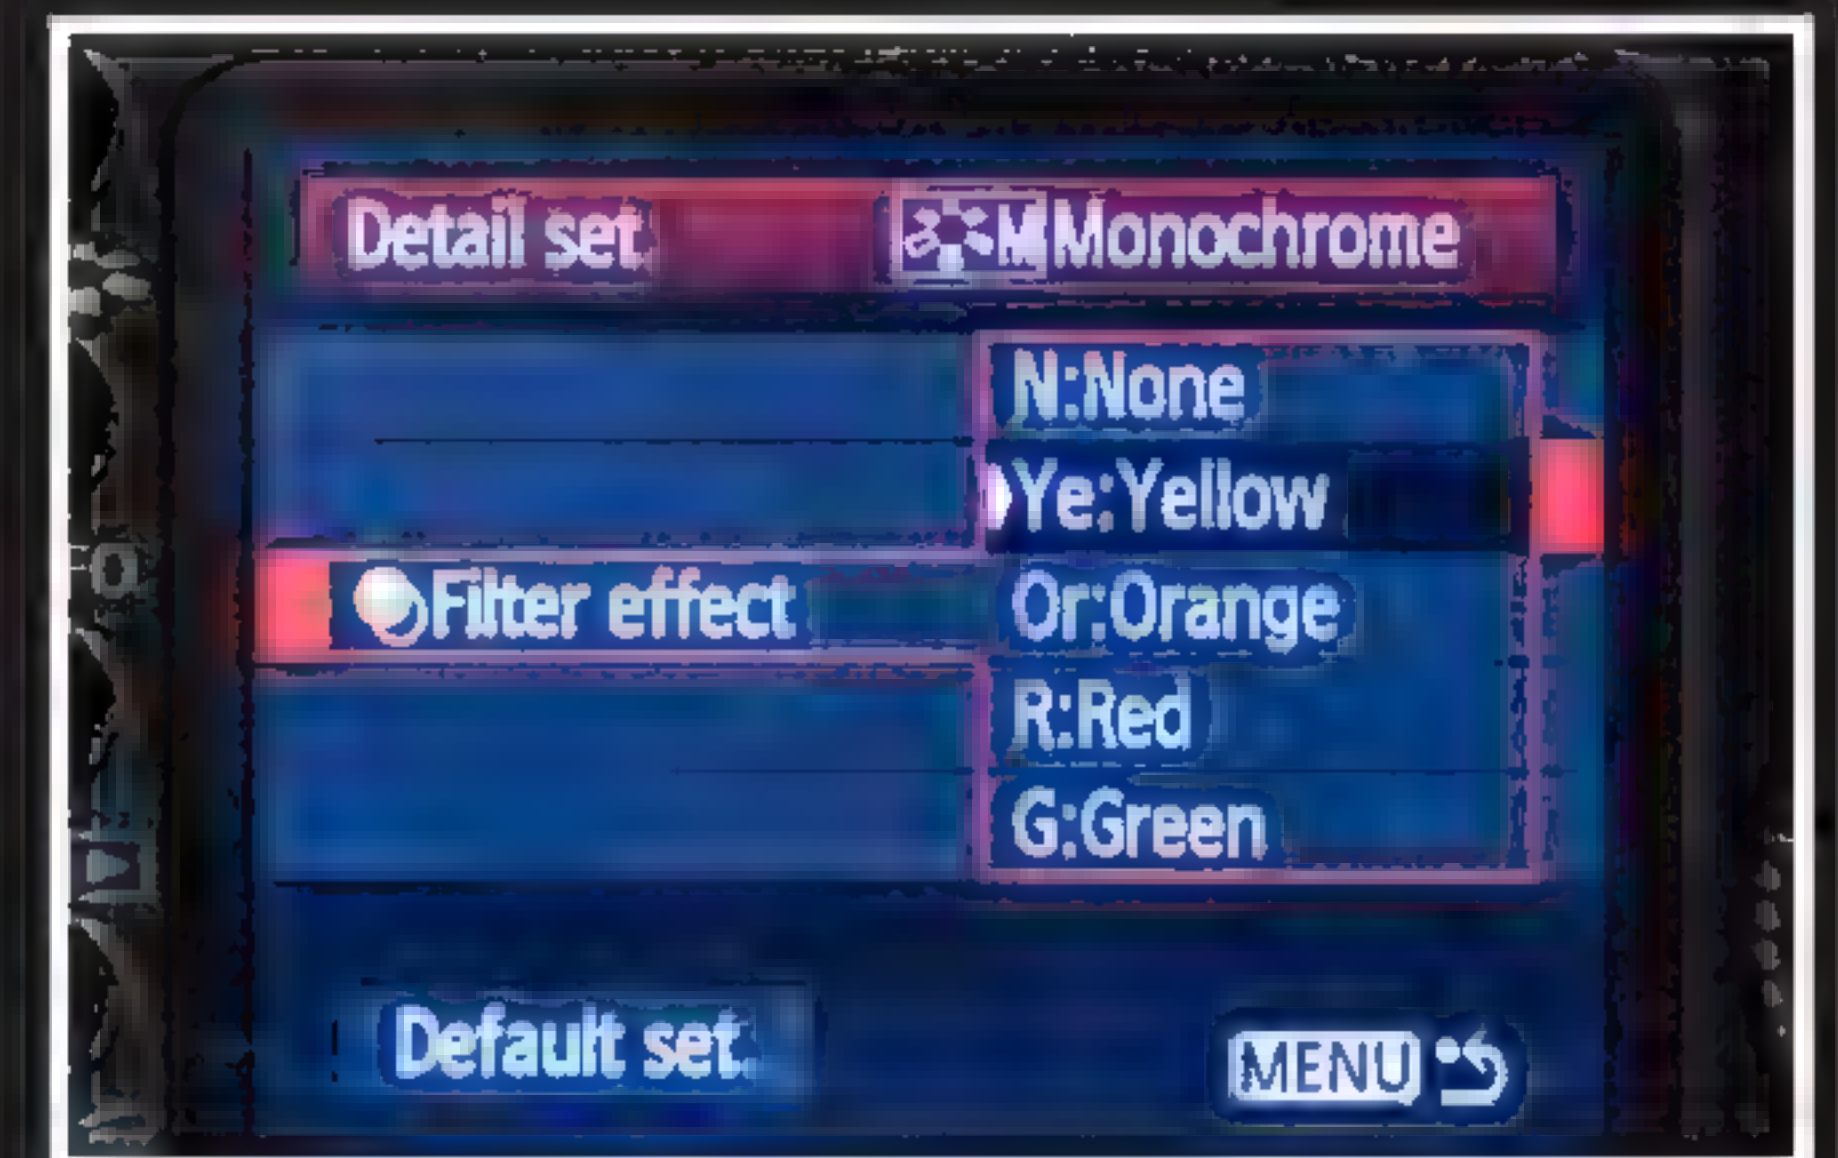 Detail set M Monochrome
N:None
Ye:Yellow
Filter effect Or:Orange
R:Red
G:Green
Default set MENU